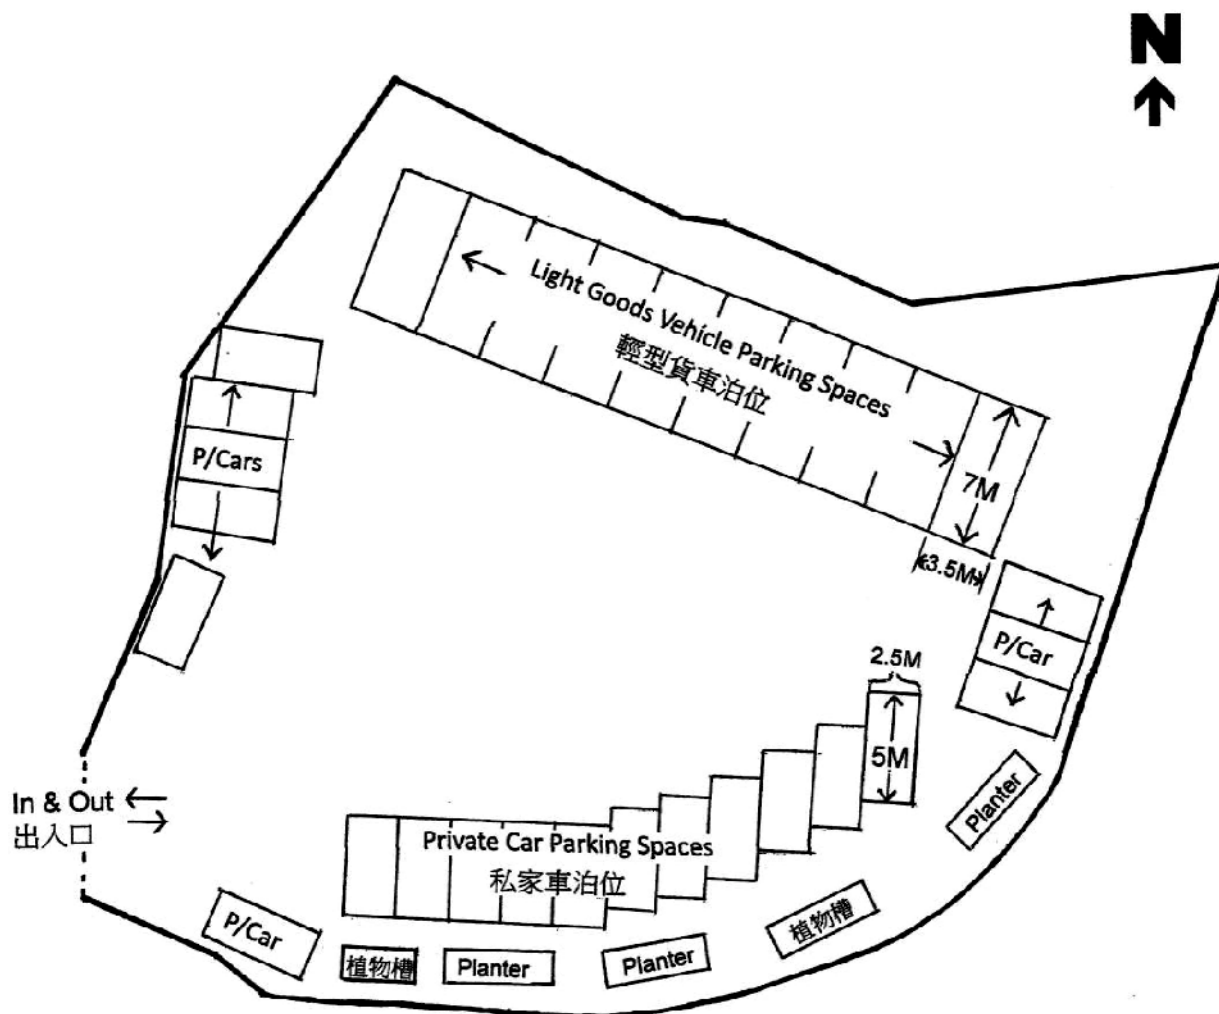 N
Light Goods Vehicle Parking Spaces
輕型貨車泊位
P/Cars
7M
3.5M
P/Car
2.5M
5M
In & Out
出入口
Private Car Parking Spaces
私家車泊位
Planter
P/Car
植物槽
Planter
Planter
植物槽